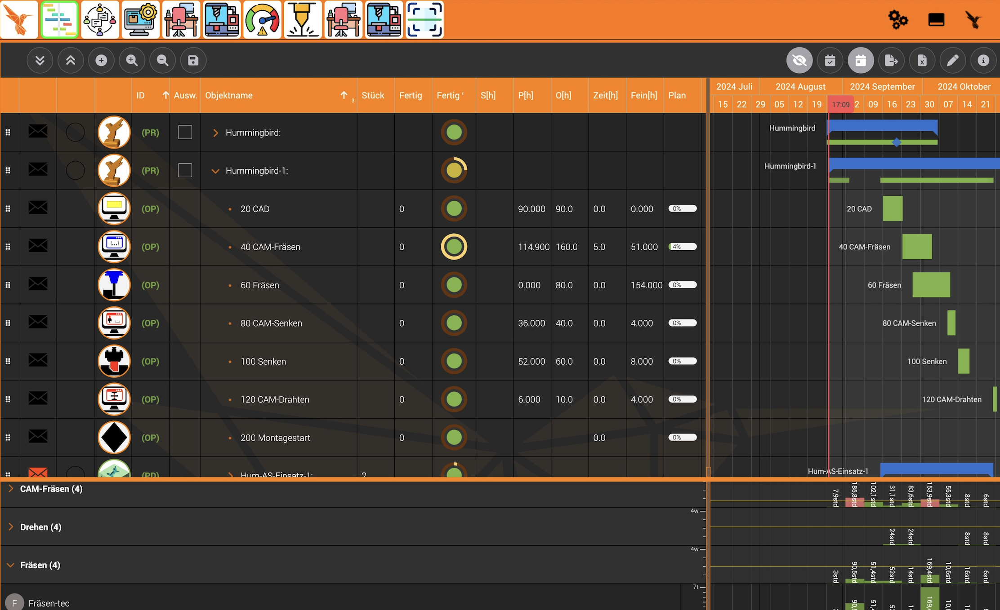 2024 Juli 2024 August 2024 September 2024 Oktober
ID Ausw. Objektname 3 Stück Fertig Fertig S[h] P[h] O[h] Zeit[h] Fein[h] Plan
15 22 29 05 12 19 17:09 2 09 16 23 30 07 14 21
(PR) Hummingbird: Hummingbird
(PR) Hummingbird-1: Hummingbird-1
(OP) 20 CAD 0 90.000 90.0 0.0 0.000 0% 20 CAD
(OP) 40 CAM-Fräsen 0 114.900 160.0 5.0 51.000 4% 40 CAM-Fräsen
(OP) 60 Fräsen 0 0.000 80.0 0.0 154.000 0% 60 Fräsen
(OP) 80 CAM-Senken 0 36.000 40.0 0.0 4.000 0% 80 CAM-Senken
(OP) 100 Senken 0 52.000 60.0 0.0 8.000 0% 100 Senken
(OP) 120 CAM-Drahten 0 6.000 10.0 0.0 4.000 0% 120 CAM-Drahten
(OP) 200 Montagestart 0 0.0 0%
(PD) Hum-AS-Einsatz-1: 2 Hum-AS-Einsatz-1
CAM-Fräsen (4) 7,9std 185,8std 102,1std 31,1std 83,6std 153,9std 55,3std 8std 6std
4w
Drehen (4) 24std 24std 8std 8std
4w
Fräsen (4) 3std 90,5std 51,4std 52std 14std 169,4std 10,6std 16std 6std
7t
F Fräsen-tec